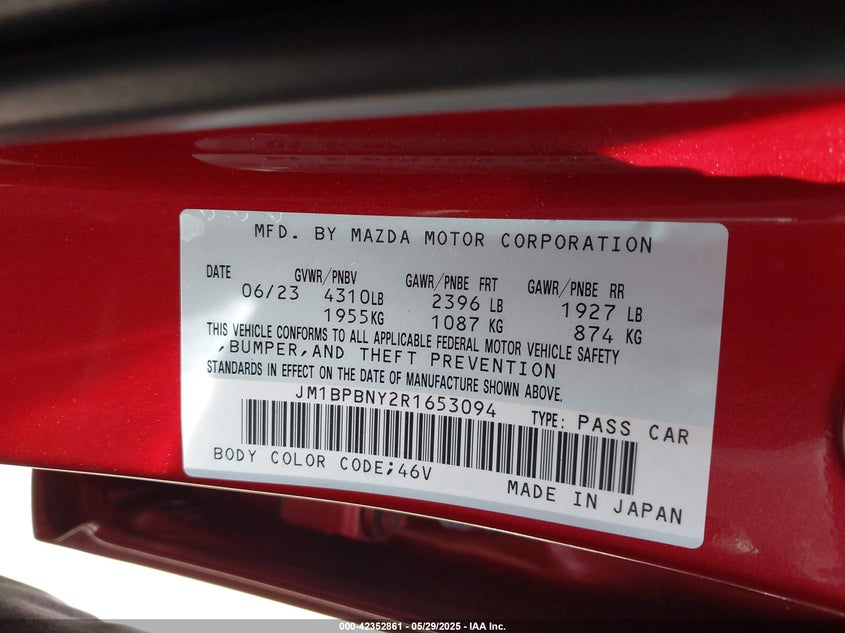 MFD. BY MAZDA MOTOR CORPORATION
DATE GVWR/PNBV GAWR/PNBE FRT GAWR/PNBE RR
06/23 4310LB 2396 LB 1927 LB
1955KG 1087 KG 874 KG
THIS VEHICLE CONFORMS TO ALL APPLICABLE FEDERAL MOTOR VEHICLE SAFETY
,BUMPER,AND THEFT PREVENTION
STANDARDS IN EFFECT ON THE DATE OF MANUFACTURE SHOWN ABOVE.
JM1BPBNY2R1653094 TYPE: PASS CAR
BODY COLOR CODE;46V
MADE IN JAPAN
000-42352861 - 05/29/2025 - IAA Inc.